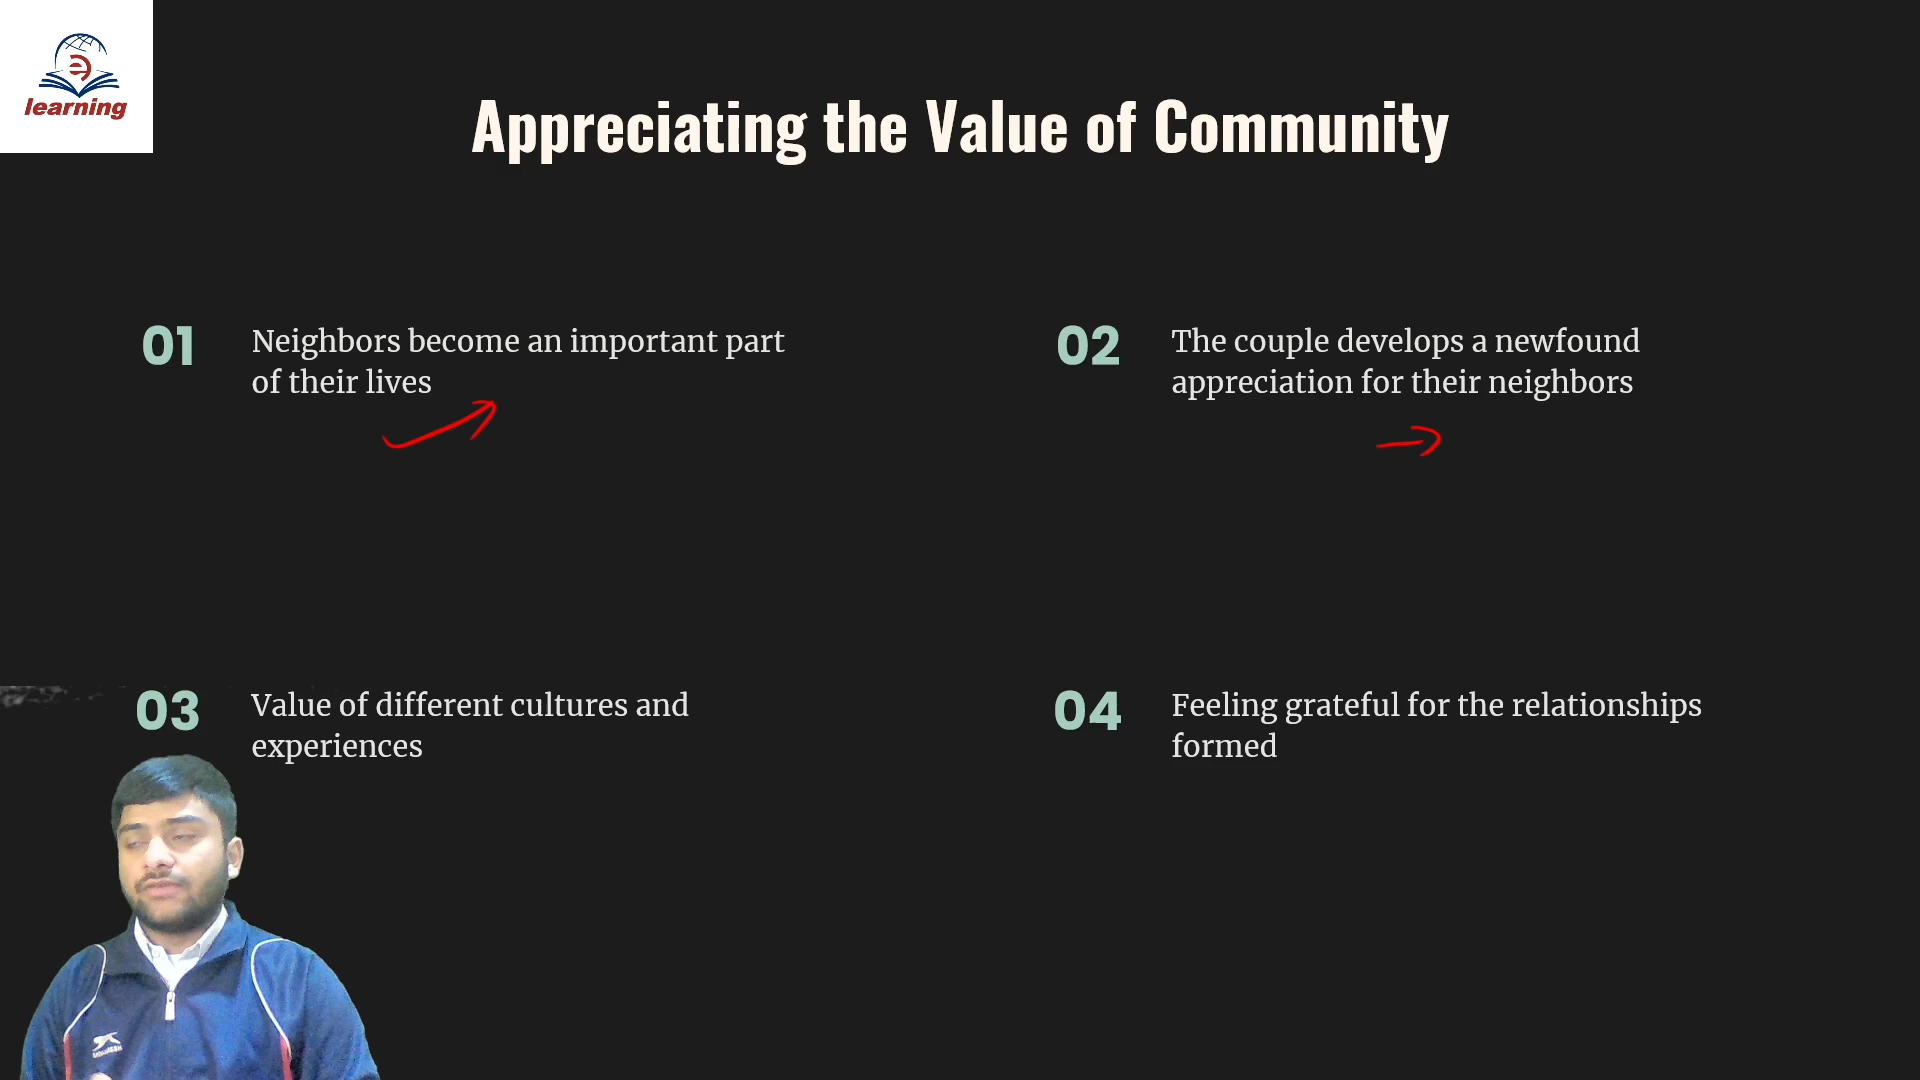 learning
Appreciating the Value of Community
01
Neighbors become an important part
of their lives
02
The couple develops a newfound
appreciation for their neighbors
03
Value of different cultures and
experiences
04
Feeling grateful for the relationships
formed